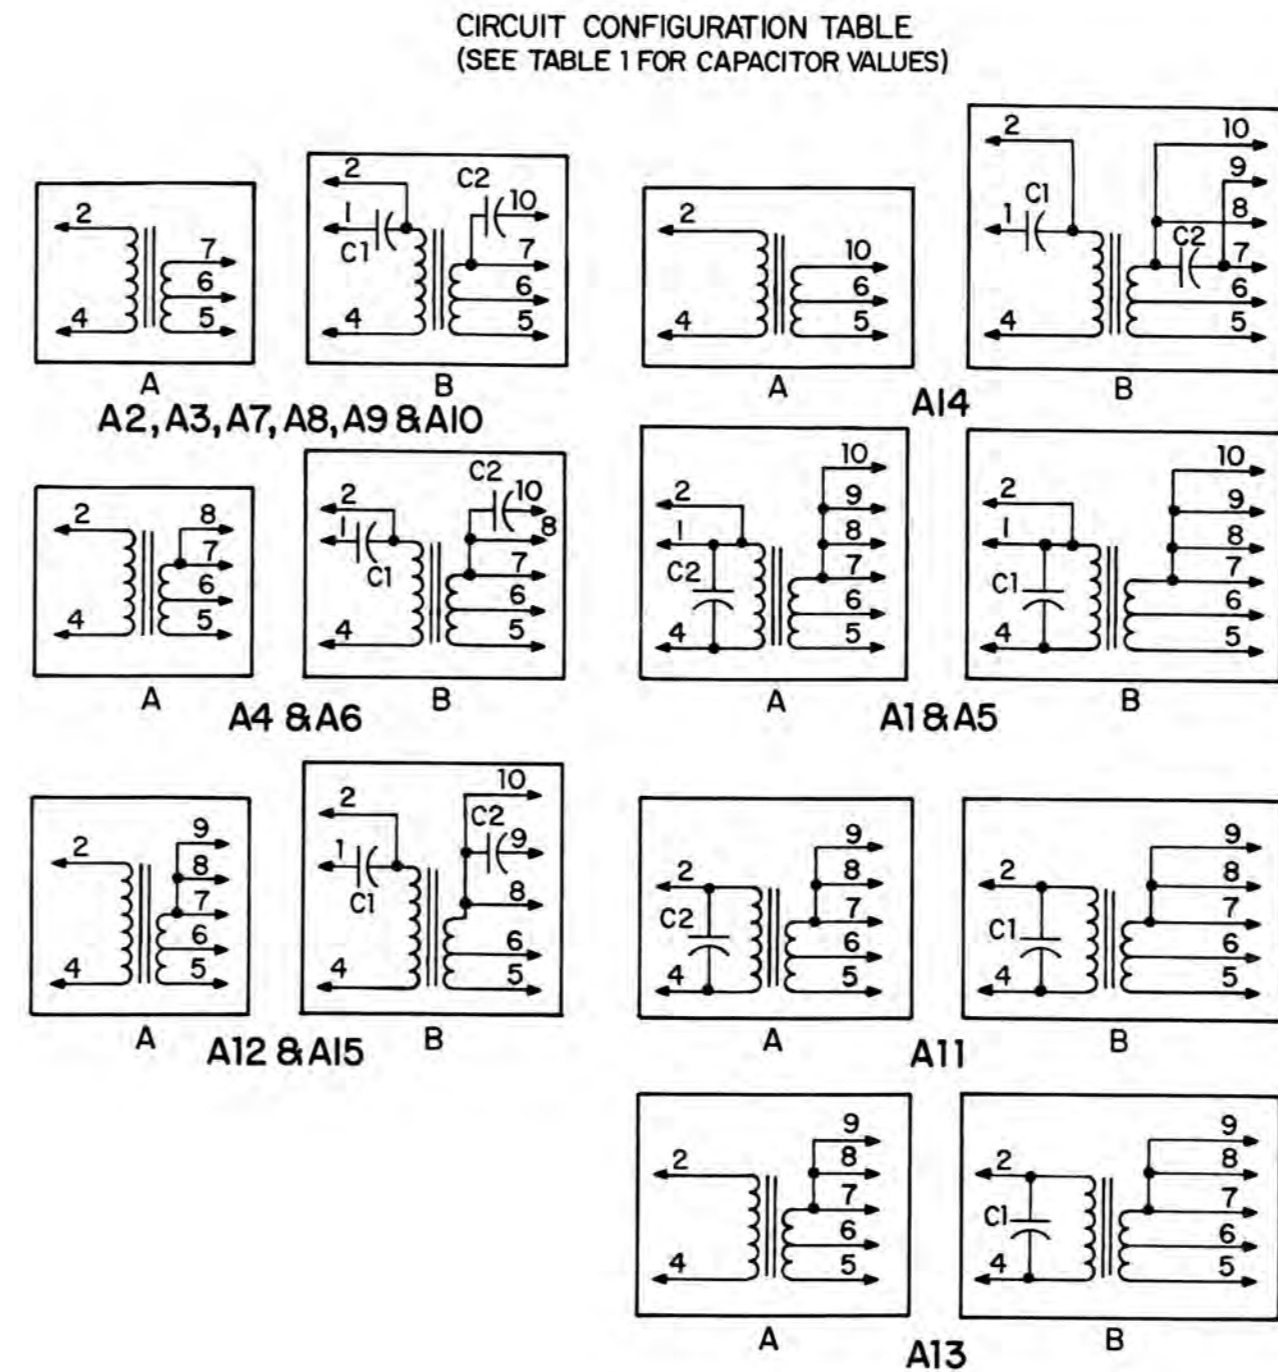 CIRCUIT CONFIGURATION TABLE
(SEE TABLE 1 FOR CAPACITOR VALUES)
2
4
7
6
5
A
2
1
C1
4
C2
10
7
6
5
B
A2, A3, A7, A8, A9 & A10
2
4
10
6
5
A
2
1
C1
4
10
9
8
C2
7
6
5
B
A14
2
4
8
7
6
5
A
2
1
C1
4
C2
10
8
7
6
5
B
A4 & A6
2
1
C2
4
10
9
8
7
6
5
A
2
1
C1
4
10
9
8
7
6
5
B
A1 & A5
2
4
9
8
7
6
5
A
2
1
C1
4
10
C2
9
8
6
5
B
A12 & A15
2
C2
4
9
8
7
6
5
A
2
C1
4
9
8
7
6
5
B
A11
2
4
9
8
7
6
5
A
2
C1
4
9
8
7
6
5
B
A13